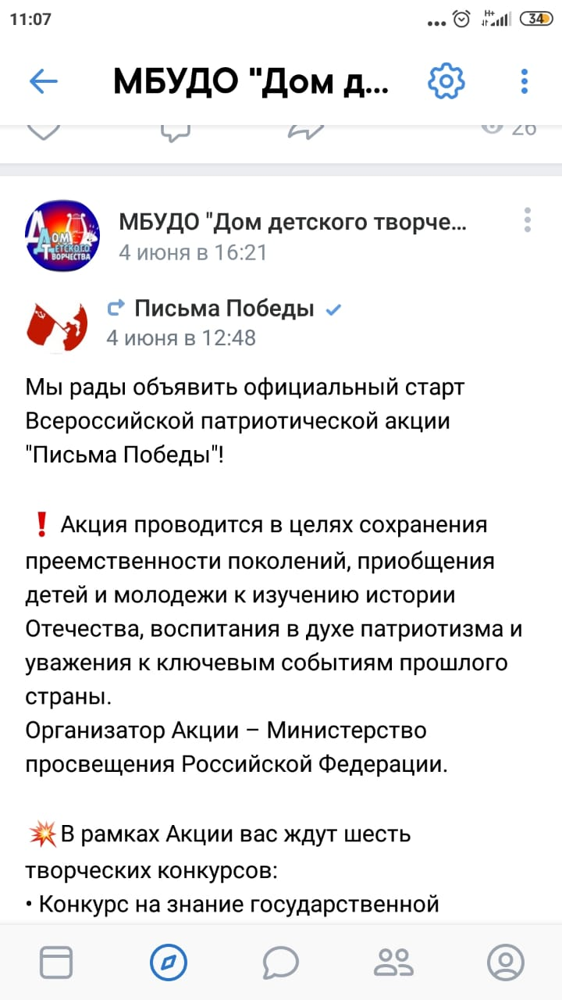 11:07
H+
34
МБУДО "Дом д...
26
МБУДО "Дом детского творче...
4 июня в 16:21
Дом
Детского
Творчества
Письма Победы
4 июня в 12:48
Мы рады объявить официальный старт
Всероссийской патриотической акции
"Письма Победы"!
❗ Акция проводится в целях сохранения
преемственности поколений, приобщения
детей и молодежи к изучению истории
Отечества, воспитания в духе патриотизма и
уважения к ключевым событиям прошлого
страны.
Организатор Акции – Министерство
просвещения Российской Федерации.
💥В рамках Акции вас ждут шесть
творческих конкурсов:
• Конкурс на знание государственной